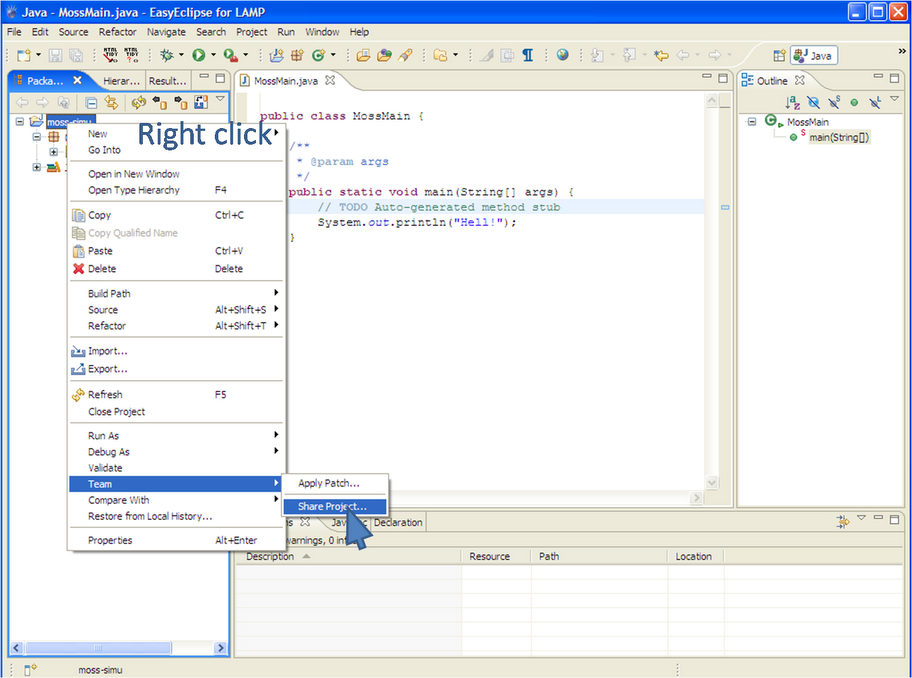 Java - MossMain.java - EasyEclipse for LAMP
File Edit Source Refactor Navigate Search Project Run Window Help
Java
Packa... Hierar... Result... MossMain.java Outline
moss-simu
Right click
New
Go Into
Open in New Window
Open Type Hierarchy F4
Copy Ctrl+C
Copy Qualified Name
Paste Ctrl+V
Delete Delete
Build Path
Source Alt+Shift+S
Refactor Alt+Shift+T
Import...
Export...
Refresh F5
Close Project
Run As
Debug As
Validate
Team
Compare With
Restore from Local History...
Properties Alt+Enter
Apply Patch...
Share Project...
public class MossMain {
/**
* @param args
*/
public static void main(String[] args) {
// TODO Auto-generated method stub
System.out.println("Hell!");
}
MossMain
main(String[])
Declaration
warnings, 0
Description Resource Path Location
moss-simu